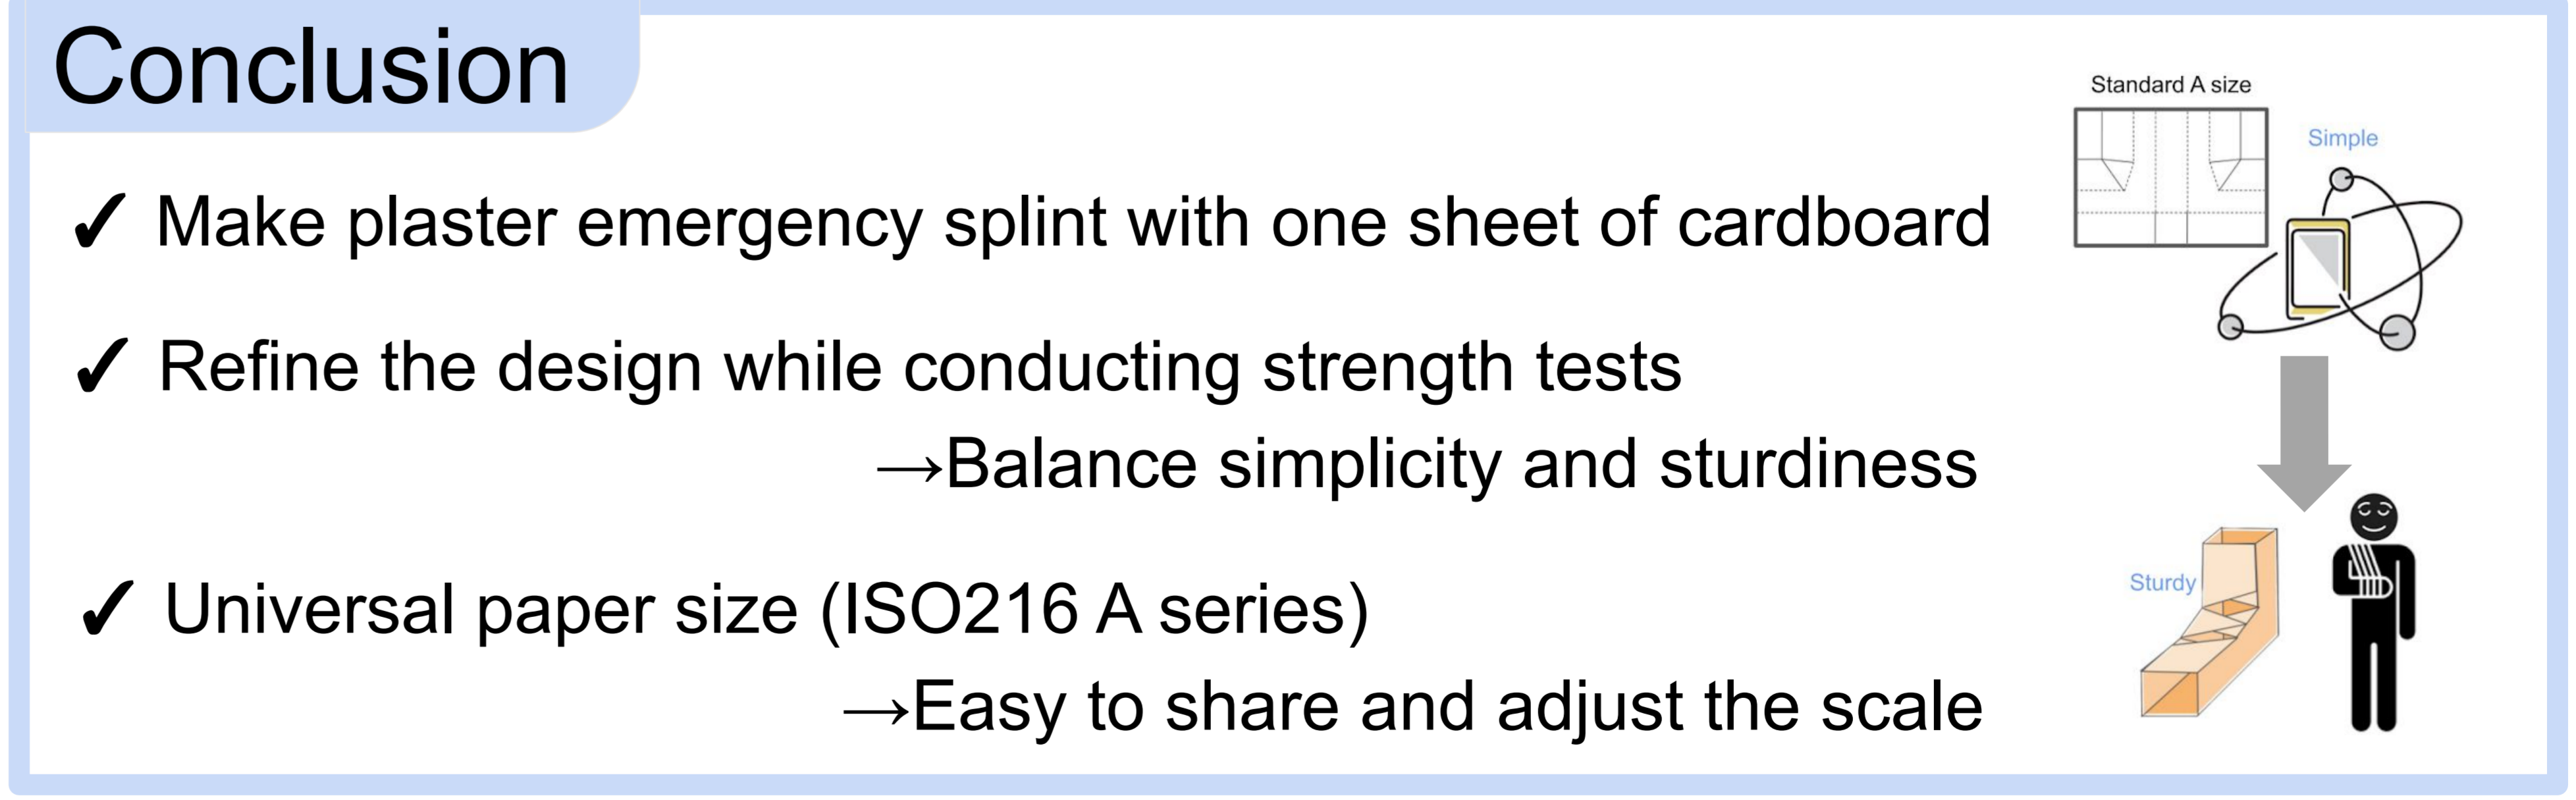 Conclusion
✓ Make plaster emergency splint with one sheet of cardboard
✓ Refine the design while conducting strength tests
→Balance simplicity and sturdiness
✓ Universal paper size (ISO216 A series)
→Easy to share and adjust the scale
Standard A size
Simple
Sturdy